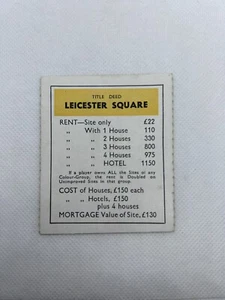 TITLE DEED
LEICESTER SQUARE
RENT—Site only £22
„ „ With 1 House 110
„ „ 2 Houses 330
„ „ 3 Houses 800
„ „ 4 Houses 975
„ „ HOTEL 1150
If a player owns ALL the Sites of any
Colour-Group, the rent is Doubled on
Unimproved Sites in that group.
COST of Houses, £150 each
„ „ Hotels, £150
plus 4 houses
MORTGAGE Value of Site, £130